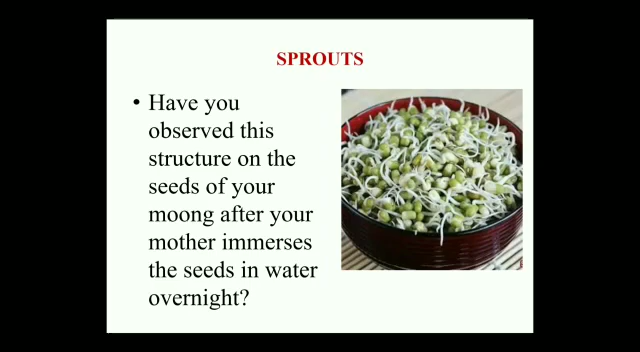 SPROUTS
• Have you
observed this
structure on the
seeds of your
moong after your
mother immerses
the seeds in water
overnight?